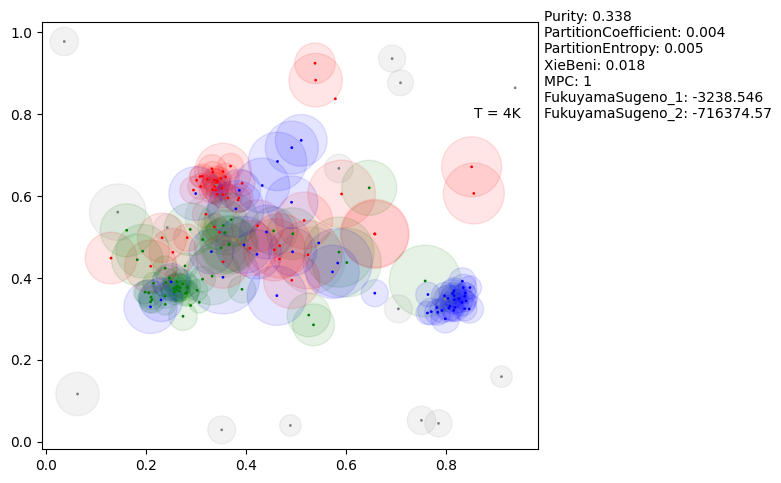 Purity: 0.338
PartitionCoefficient: 0.004
PartitionEntropy: 0.005
XieBeni: 0.018
MPC: 1
FukuyamaSugeno_1: -3238.546
FukuyamaSugeno_2: -716374.57
T = 4K
1.0
0.8
0.6
0.4
0.2
0.0
0.0 0.2 0.4 0.6 0.8